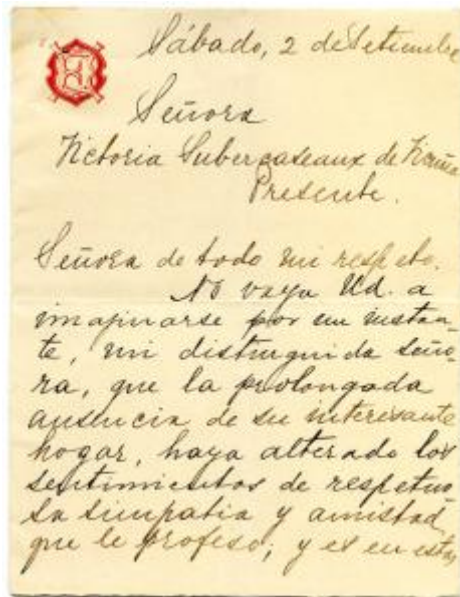 Sábado, 2 de Setiembre
Señora
Victoria Subercaseaux de Vicuña
Presente.
Señora de todo mi respeto.
No vaya Ud. a
imaginarse por un instan-
te, mi distinguida seño-
ra, que la prolongada
ausencia de su interesante
hogar, haya alterado los
sentimientos de respetuo
sa simpatia y amistad
que le profeso; y es en estas